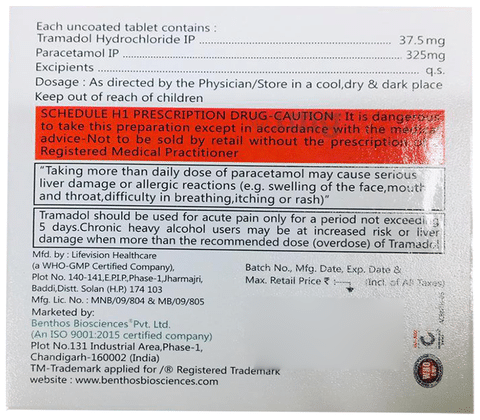 Each uncoated tablet contains :
Tramadol Hydrochloride IP 37.5mg
Paracetamol IP 325mg
Excipients q.s.
Dosage : As directed by the Physician/Store in a cool,dry & dark place
Keep out of reach of children
SCHEDULE H1 PRESCRIPTION DRUG-CAUTION : It is dangerous
to take this preparation except in accordance with the medical
advice-Not to be sold by retail without the prescription of
Registered Medical Practitioner
"Taking more than daily dose of paracetamol may cause serious
liver damage or allergic reactions (e.g. swelling of the face,mouth
and throat,difficulty in breathing,itching or rash)"
Tramadol should be used for acute pain only for a period not exceeding
5 days.Chronic heavy alcohol users may be at increased risk or liver
damage when more than the recommended dose (overdose) of Tramadol
Mfd. by : Lifevision Healthcare
(a WHO-GMP Certified Company),
Plot No. 140-141,E.P.I.P,Phase-1,Jharmajri,
Baddi,Distt. Solan (H.P) 174 103
Mfg. Lic. No. : MNB/09/804 & MB/09/805
Marketed by:
Benthos Biosciences® Pvt. Ltd.
(An ISO 9001:2015 certified company)
Plot No.131 Industrial Area,Phase-1,
Chandigarh-160002 (India)
TM-Trademark applied for /® Registered Trademark
website : www.benthosbiosciences.com
Batch No., Mfg. Date, Exp. Date &
Max. Retail Price ₹ : (Incl. of All Taxes)
WHO
GMP